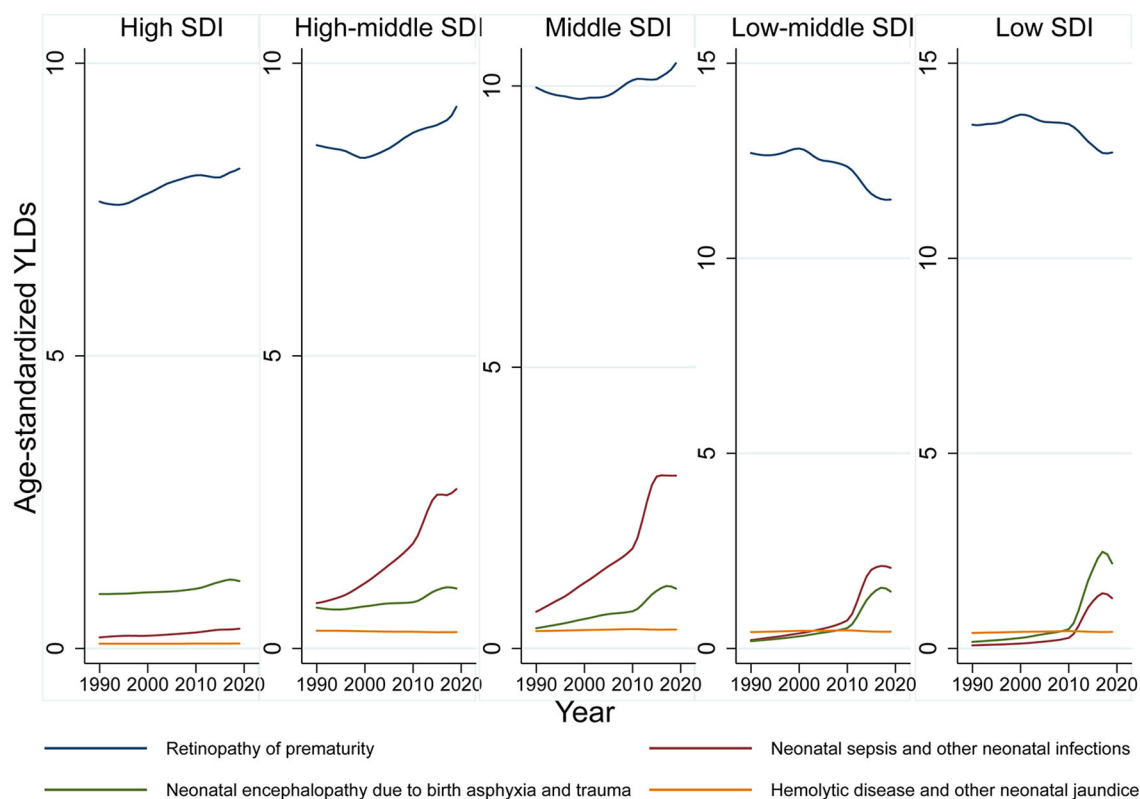 High SDI
High-middle SDI
Middle SDI
Low-middle SDI
Low SDI
Age-standardized YLDs
10
5
0
10
5
0
10
5
0
15
10
5
0
15
10
5
0
1990 2000 2010 2020
1990 2000 2010 2020
1990 2000 2010 2020
1990 2000 2010 2020
1990 2000 2010 2020
Year
Retinopathy of prematurity
Neonatal sepsis and other neonatal infections
Neonatal encephalopathy due to birth asphyxia and trauma
Hemolytic disease and other neonatal jaundice